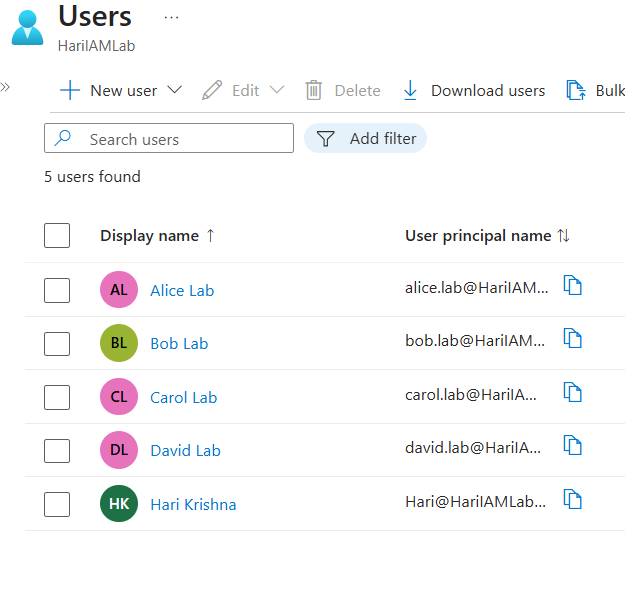 Users ...
HariIAMLab
» New user Edit Delete Download users Bulk
Search users Add filter
5 users found
Display name ↑ User principal name ↑↓
AL Alice Lab alice.lab@HariIAM...
BL Bob Lab bob.lab@HariIAM...
CL Carol Lab carol.lab@HariIA...
DL David Lab david.lab@HariIA...
HK Hari Krishna Hari@HariIAMLab...